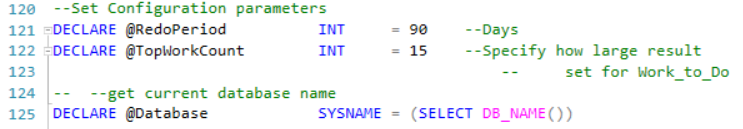 120 --Set Configuration parameters
121 DECLARE @RedoPeriod INT = 90 --Days
122 DECLARE @TopWorkCount INT = 15 --Specify how large result
123 -- set for Work_to_Do
124 -- --get current database name
125 DECLARE @Database SYSNAME = (SELECT DB_NAME())